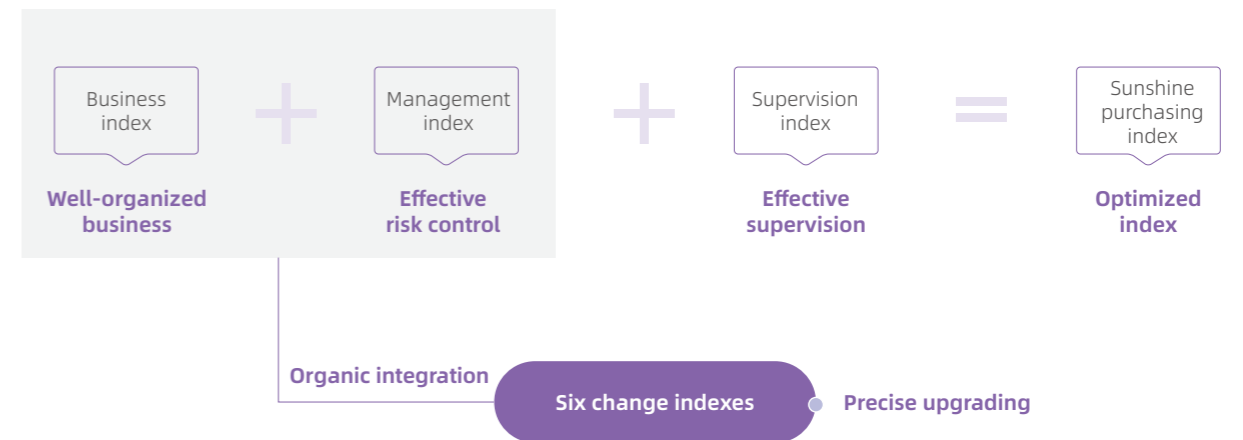 Business
index
+
Management
index
+
Supervision
index
=
Sunshine
purchasing
index
Well-organized
business
Effective
risk control
Effective
supervision
Optimized
index
Organic integration
Six change indexes
Precise upgrading